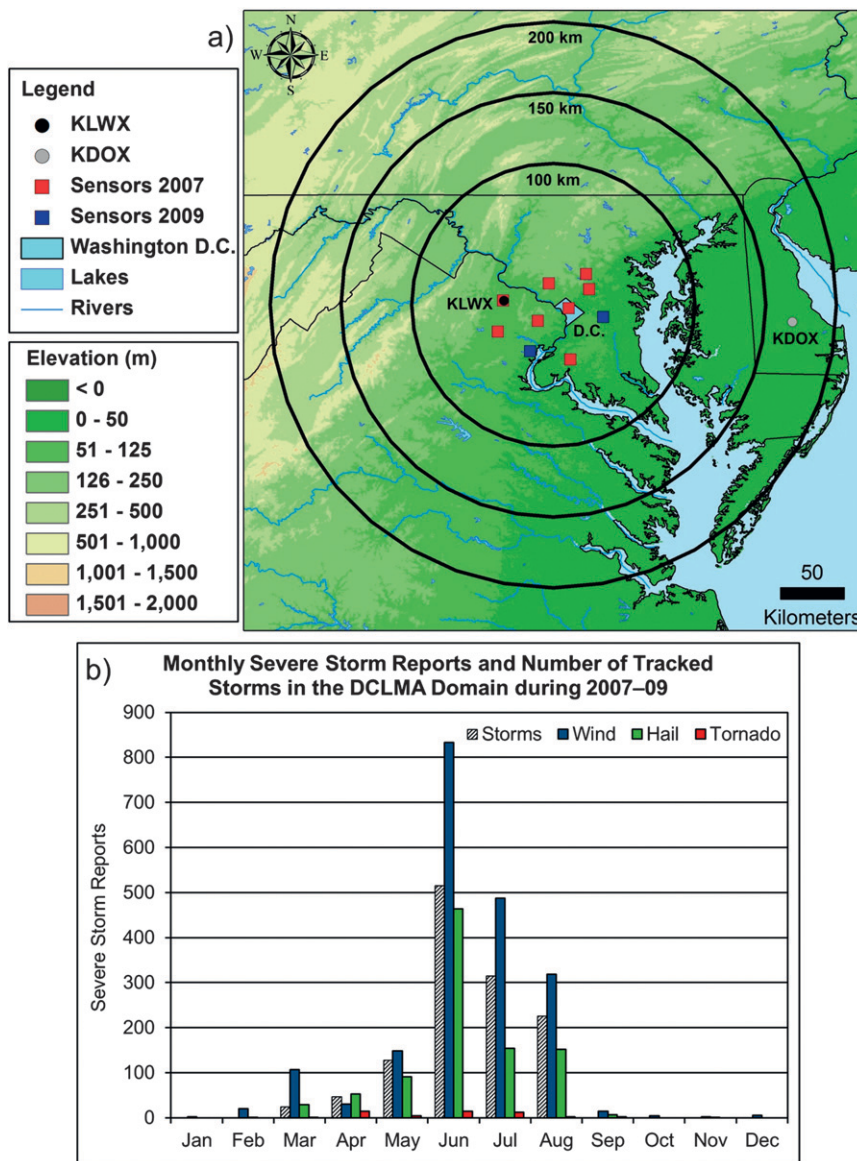 a)
N
W E
S
200 km
150 km
100 km
KLWX
D.C.
KDOX
50
Kilometers
Legend
KLWX
KDOX
Sensors 2007
Sensors 2009
Washington D.C.
Lakes
Rivers
Elevation (m)
< 0
0 - 50
51 - 125
126 - 250
251 - 500
501 - 1,000
1,001 - 1,500
1,501 - 2,000
b)
Monthly Severe Storm Reports and Number of Tracked
Storms in the DCLMA Domain during 2007–09
Storms Wind Hail Tornado
Severe Storm Reports
900
800
700
600
500
400
300
200
100
0
Jan Feb Mar Apr May Jun Jul Aug Sep Oct Nov Dec